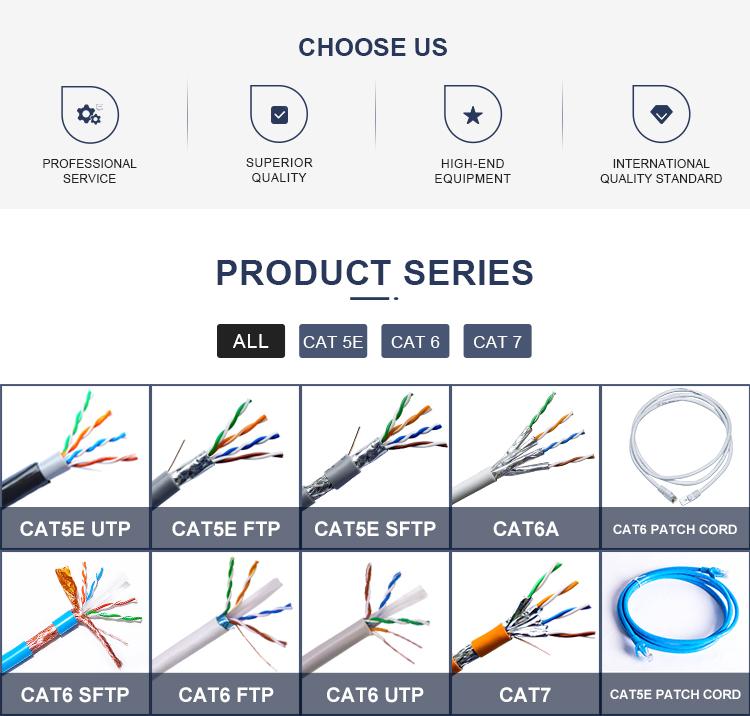 CHOOSE US
PROFESSIONAL
SERVICE
SUPERIOR
QUALITY
HIGH-END
EQUIPMENT
INTERNATIONAL
QUALITY STANDARD
PRODUCT SERIES
ALL
CAT 5E
CAT 6
CAT 7
CAT5E UTP
CAT5E FTP
CAT5E SFTP
CAT6A
CAT6 PATCH CORD
CAT6 SFTP
CAT6 FTP
CAT6 UTP
CAT7
CAT5E PATCH CORD